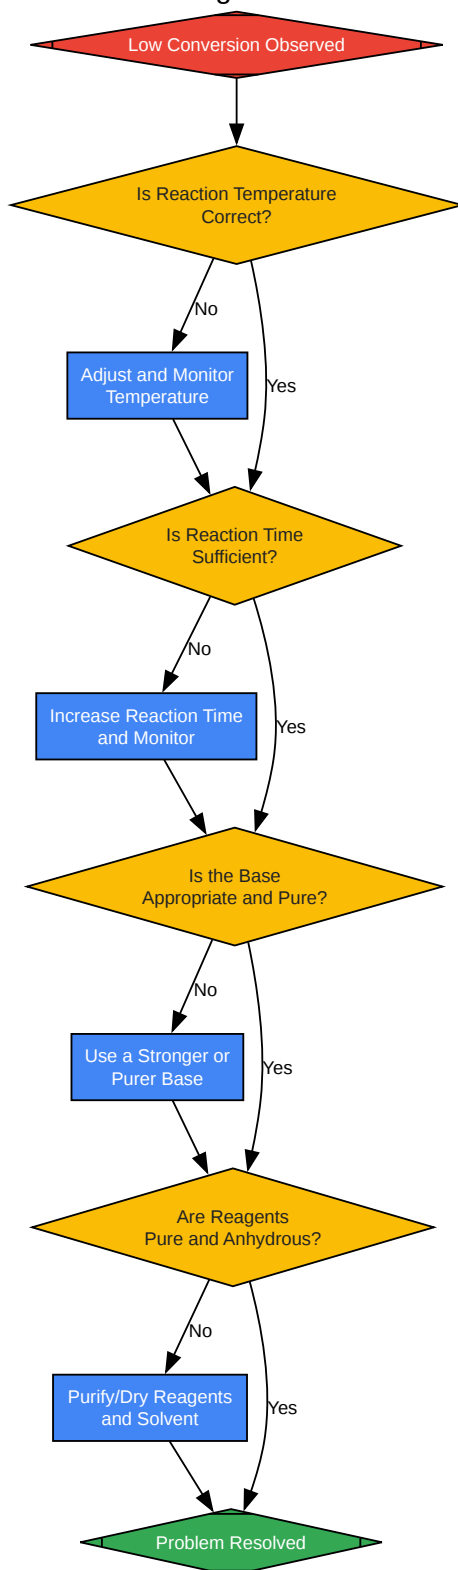 Low Conversion Observed
Is Reaction Temperature
Correct?
No
Adjust and Monitor
Temperature
Yes
Is Reaction Time
Sufficient?
No
Increase Reaction Time
and Monitor
Yes
Is the Base
Appropriate and Pure?
No
Use a Stronger or
Purer Base
Yes
Are Reagents
Pure and Anhydrous?
No
Purify/Dry Reagents
and Solvent
Yes
Problem Resolved